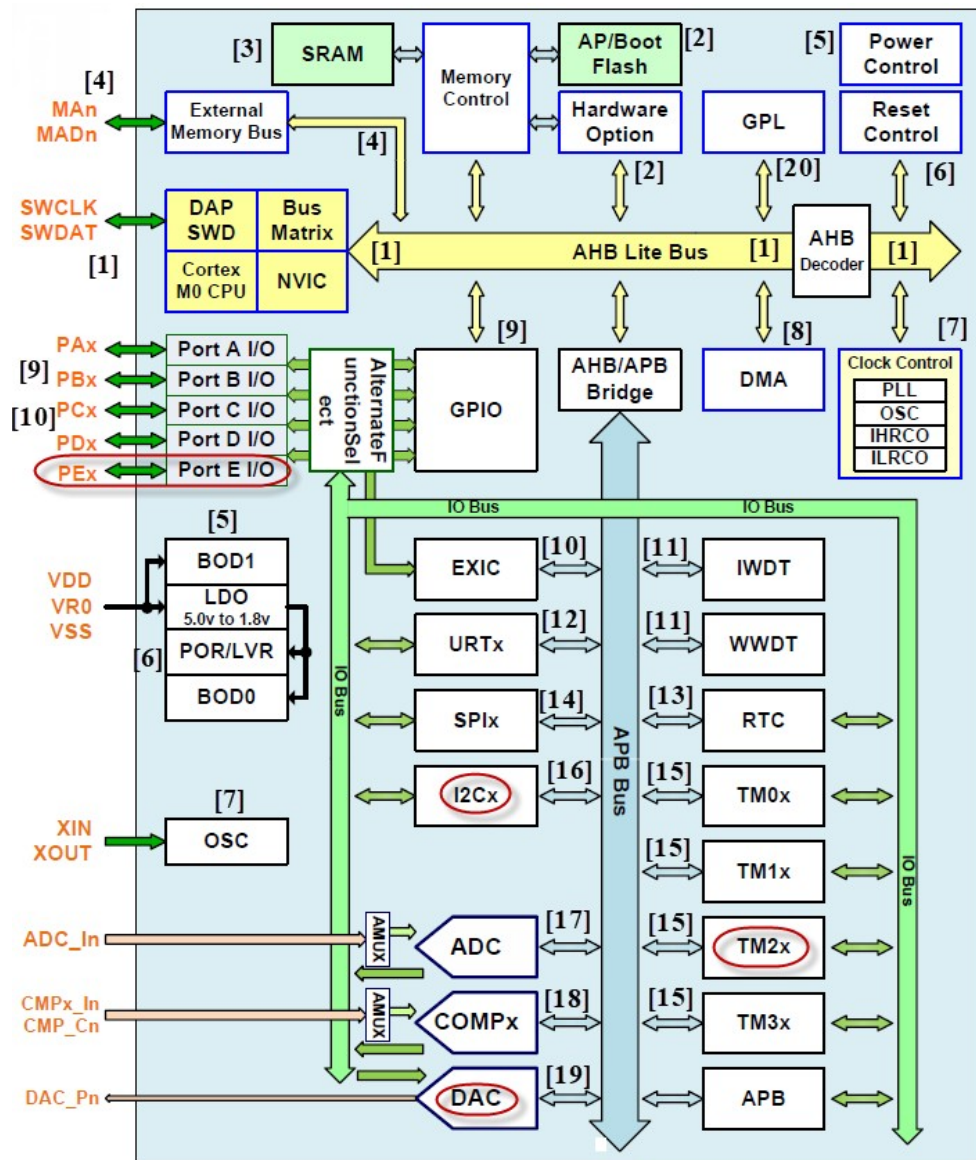 [3]
SRAM
Memory
Control
AP/Boot
Flash
[2]
[5]
Power
Control
[4]
MAn
MADn
External
Memory Bus
[4]
Hardware
Option
[2]
GPL
[20]
Reset
Control
[6]
SWCLK
SWDAT
[1]
DAP
SWD
Bus
Matrix
Cortex
M0 CPU
NVIC
[1]
AHB Lite Bus
[1]
AHB
Decoder
[1]
[9]
[8]
[7]
PAx
[9]
PBx
[10]
PCx
PDx
PEx
Port A I/O
Port B I/O
Port C I/O
Port D I/O
Port E I/O
AlternateF
unctionSel
ect
GPIO
AHB/APB
Bridge
DMA
Clock Control
PLL
OSC
IHRCO
ILRCO
IO Bus
IO Bus
[5]
VDD
VR0
VSS
BOD1
LDO
5.0v to 1.8v
[6]
POR/LVR
BOD0
IO Bus
EXIC
[10]
[11]
IWDT
URTx
[12]
[11]
WWDT
SPIx
[14]
[13]
RTC
APB Bus
I2Cx
[16]
[15]
TM0x
[7]
XIN
XOUT
OSC
[15]
TM1x
IO Bus
ADC_In
AMUX
ADC
[17]
[15]
TM2x
CMPx_In
CMP_Cn
AMUX
COMPx
[18]
[15]
TM3x
DAC_Pn
DAC
[19]
APB